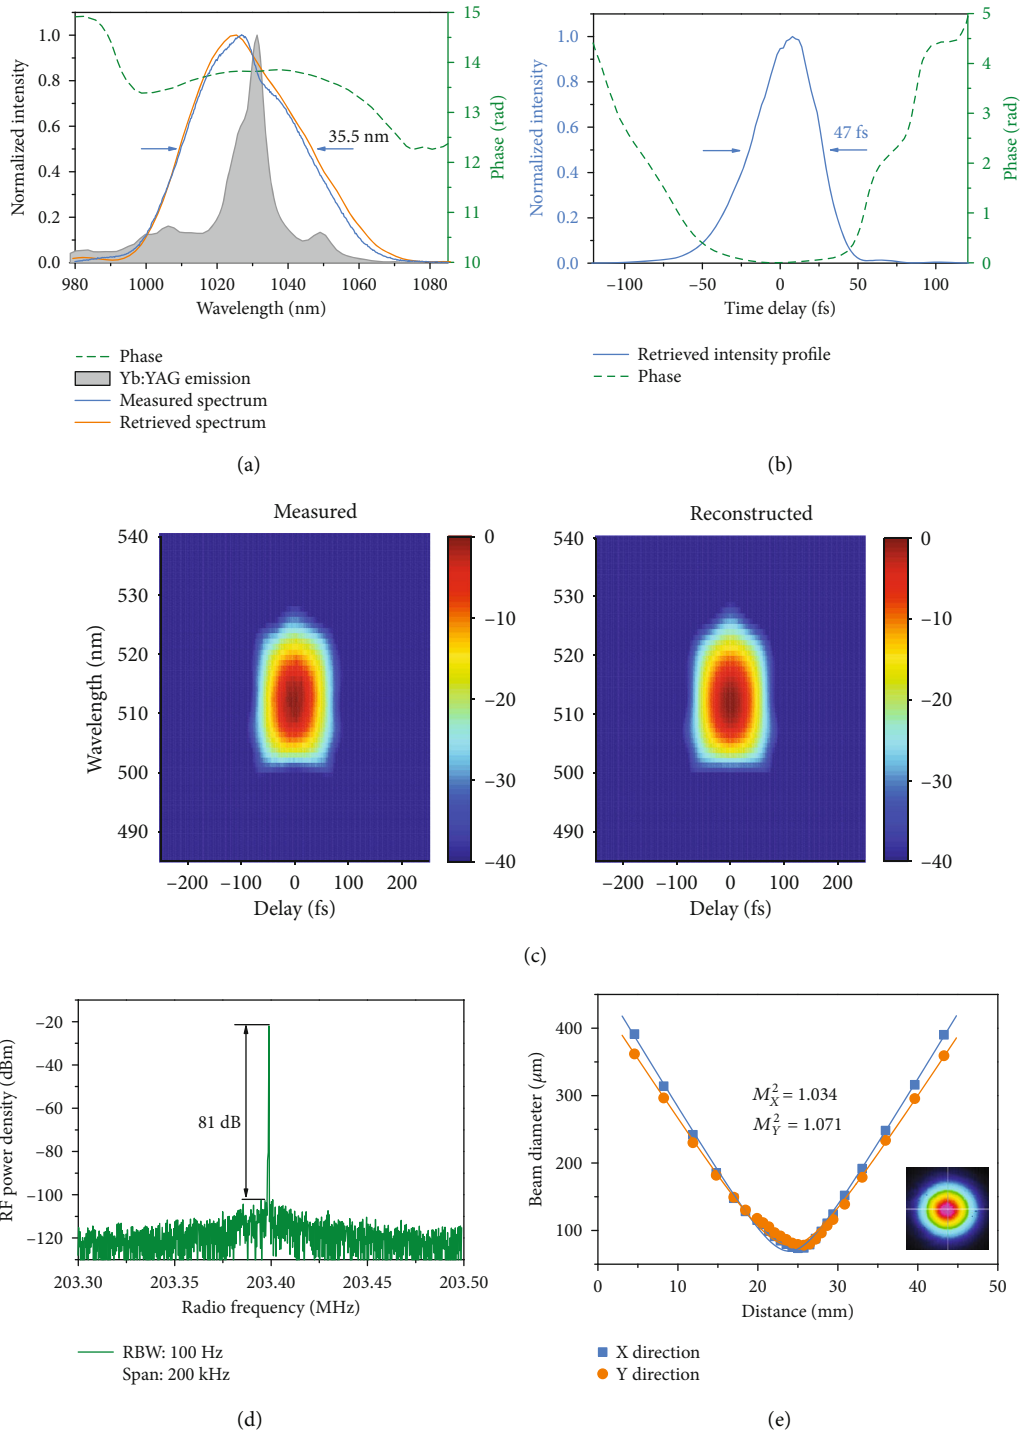 1.0
0.8
0.6
0.4
0.2
0.0
Normalized intensity
15
14
13
12
11
10
Phase (rad)
35.5 nm
980 1000 1020 1040 1060 1080
Wavelength (nm)
Phase
Yb:YAG emission
Measured spectrum
Retrieved spectrum
(a)
1.0
0.8
0.6
0.4
0.2
0.0
Normalized intensity
5
4
3
2
1
0
Phase (rad)
47 fs
−100 −50 0 50 100
Time delay (fs)
Retrieved intensity profile
Phase
(b)
Measured
540
530
520
510
500
490
Wavelength (nm)
−200 −100 0 100 200
Delay (fs)
0
−10
−20
−30
−40
Reconstructed
540
530
520
510
500
490
−200 −100 0 100 200
Delay (fs)
0
−10
−20
−30
−40
(c)
−20
−40
−60
−80
−100
−120
RF power density (dBm)
81 dB
203.30 203.35 203.40 203.45 203.50
Radio frequency (MHz)
RBW: 100 Hz
Span: 200 kHz
(d)
400
300
200
100
Beam diameter (μm)
M²X = 1.034
M²Y = 1.071
0 10 20 30 40 50
Distance (mm)
X direction
Y direction
(e)